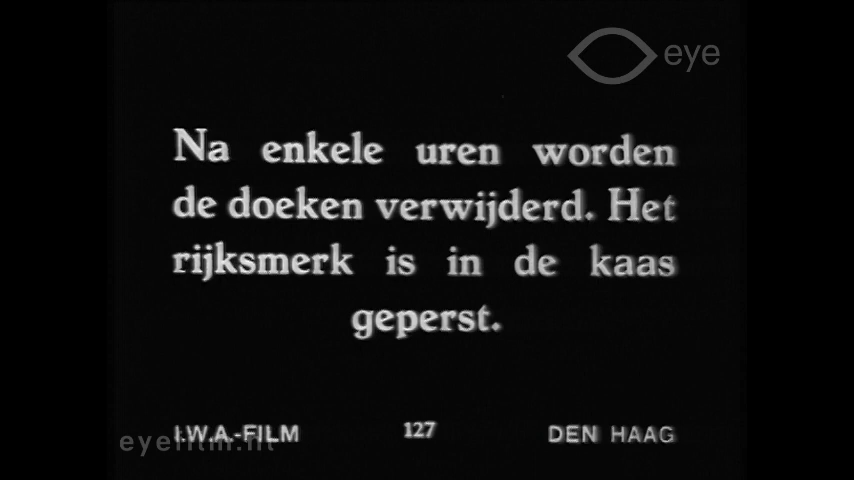 eye
Na enkele uren worden
de doeken verwijderd. Het
rijksmerk is in de kaas
geperst.
I.W.A.-FILM 127 DEN HAAG
eyefilm.nl